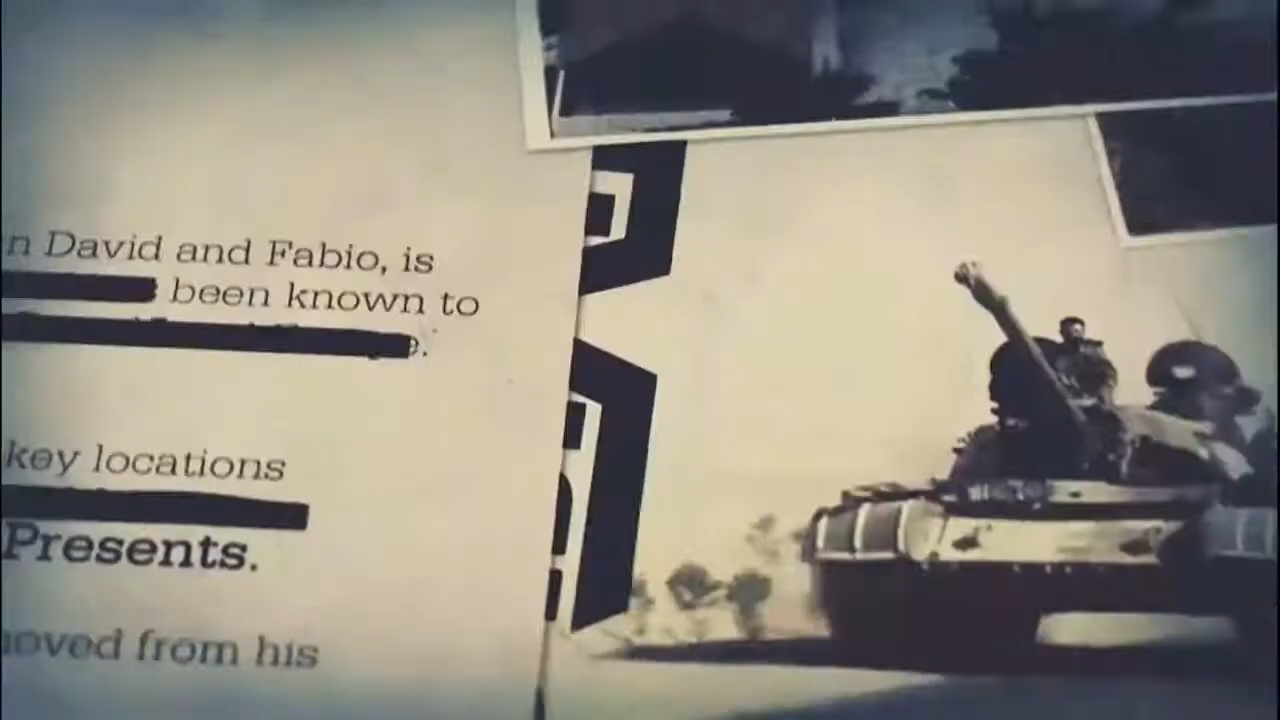 n David and Fabio, is
been known to
e.
key locations
Presents.
moved from his